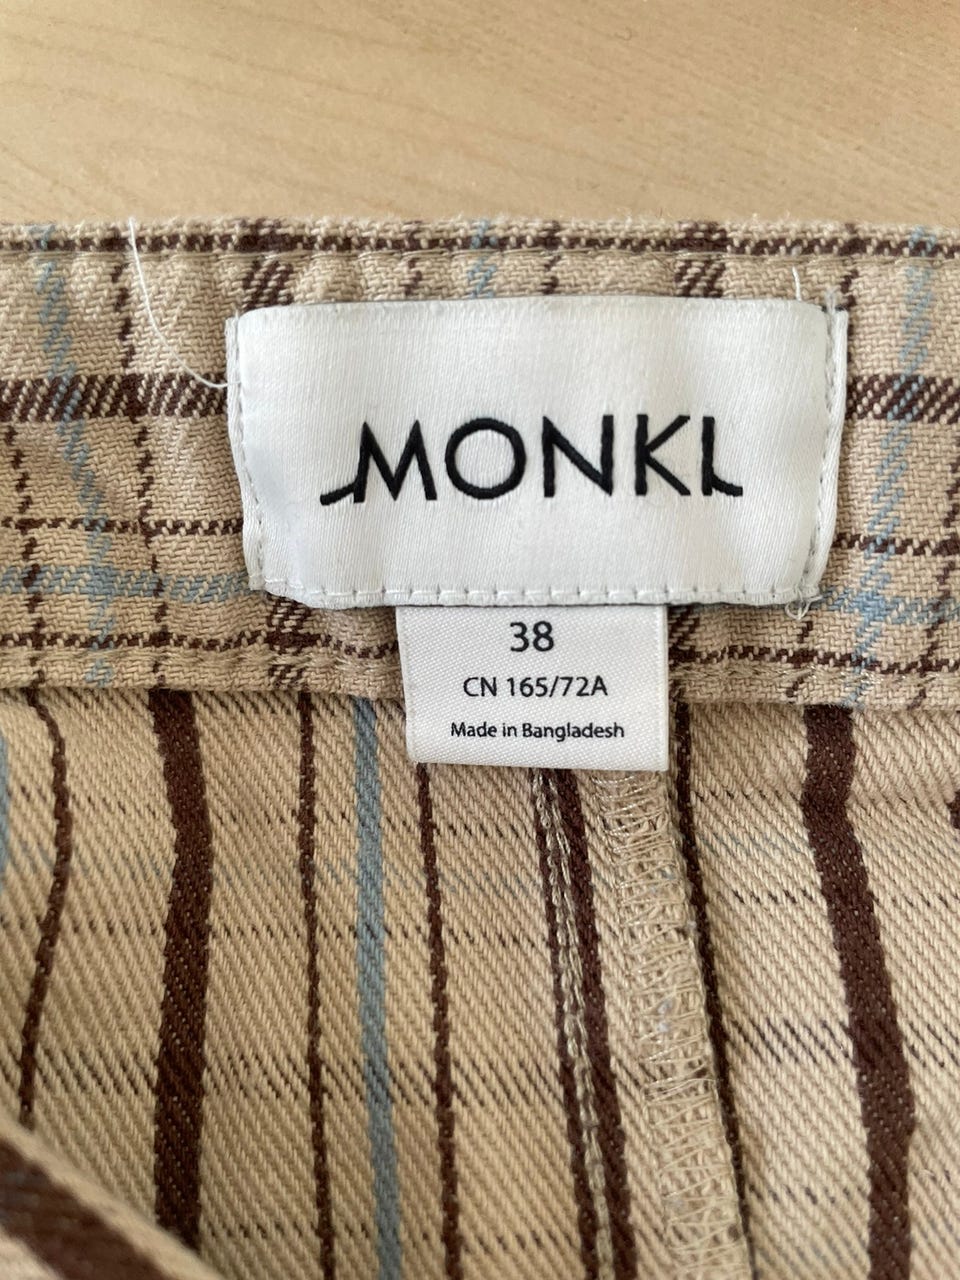 MONKI
38
CN 165/72A
Made in Bangladesh